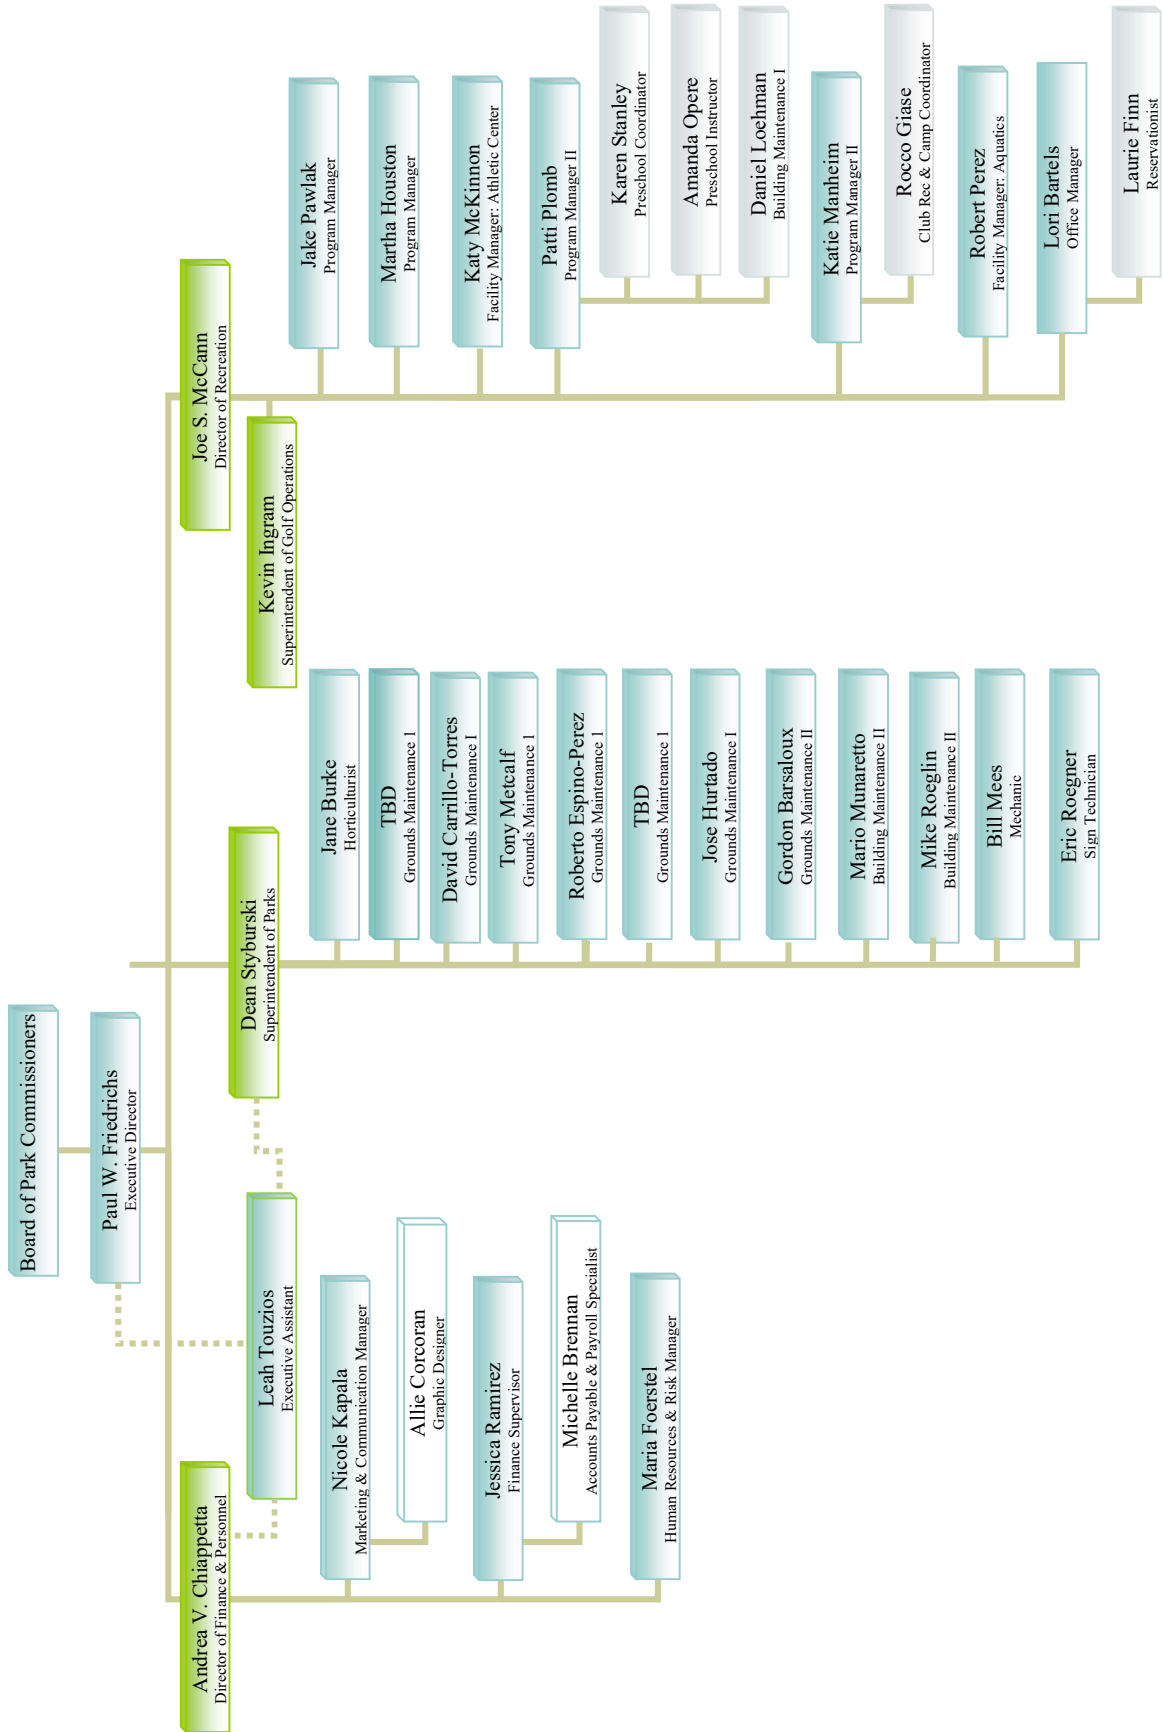 Board of Park Commissioners
Paul W. Friedrichs
Executive Director
Andrea V. Chiappetta
Director of Finance & Personnel
Leah Touzios
Executive Assistant
Nicole Kapala
Marketing & Communication Manager
Allie Corcoran
Graphic Designer
Jessica Ramirez
Finance Supervisor
Michelle Brennan
Accounts Payable & Payroll Specialist
Maria Foerstel
Human Resources & Risk Manager
Dean Styburski
Superintendent of Parks
Jane Burke
Horticulturist
TBD
Grounds Maintenance 1
David Carrillo-Torres
Grounds Maintenance I
Tony Metcalf
Grounds Maintenance 1
Roberto Espino-Perez
Grounds Maintenance 1
TBD
Grounds Maintenance 1
Jose Hurtado
Grounds Maintenance I
Gordon Barsaloux
Grounds Maintenance II
Mario Munaretto
Building Maintenance II
Mike Roeglin
Building Maintenance II
Bill Mees
Mechanic
Eric Roegner
Sign Technician
Joe S. McCann
Director of Recreation
Kevin Ingram
Superintendent of Golf Operations
Jake Pawlak
Program Manager
Martha Houston
Program Manager
Katy McKinnon
Facility Manager: Athletic Center
Patti Plomb
Program Manager II
Karen Stanley
Preschool Coordinator
Amanda Opere
Preschool Instructor
Daniel Loehman
Building Maintenance I
Katie Manheim
Program Manager II
Rocco Giase
Club Rec & Camp Coordinator
Robert Perez
Facility Manager: Aquatics
Lori Bartels
Office Manager
Laurie Finn
Reservationist